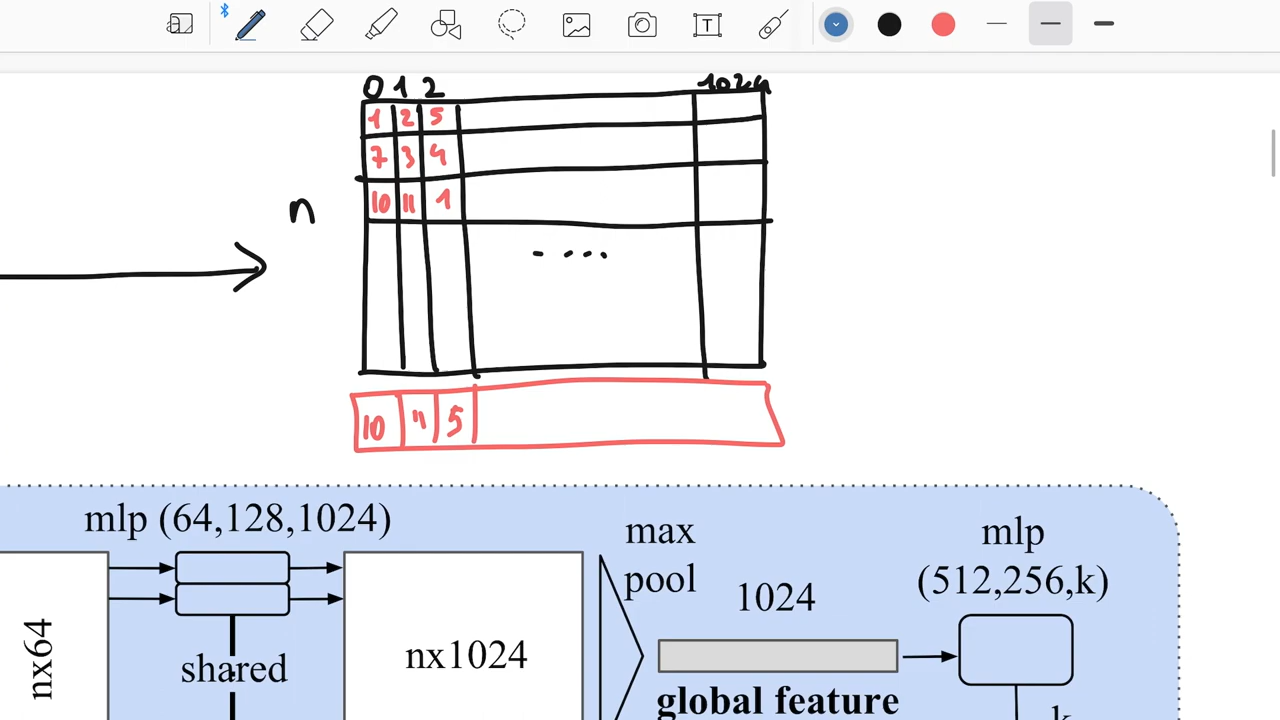 T
0 1 2 1024
1 2 5
7 3 4
n
10 11 1
....
10 11 5
mlp (64,128,1024)
max
pool
mlp
(512,256,k)
1024
nx64
shared
nx1024
global feature
k